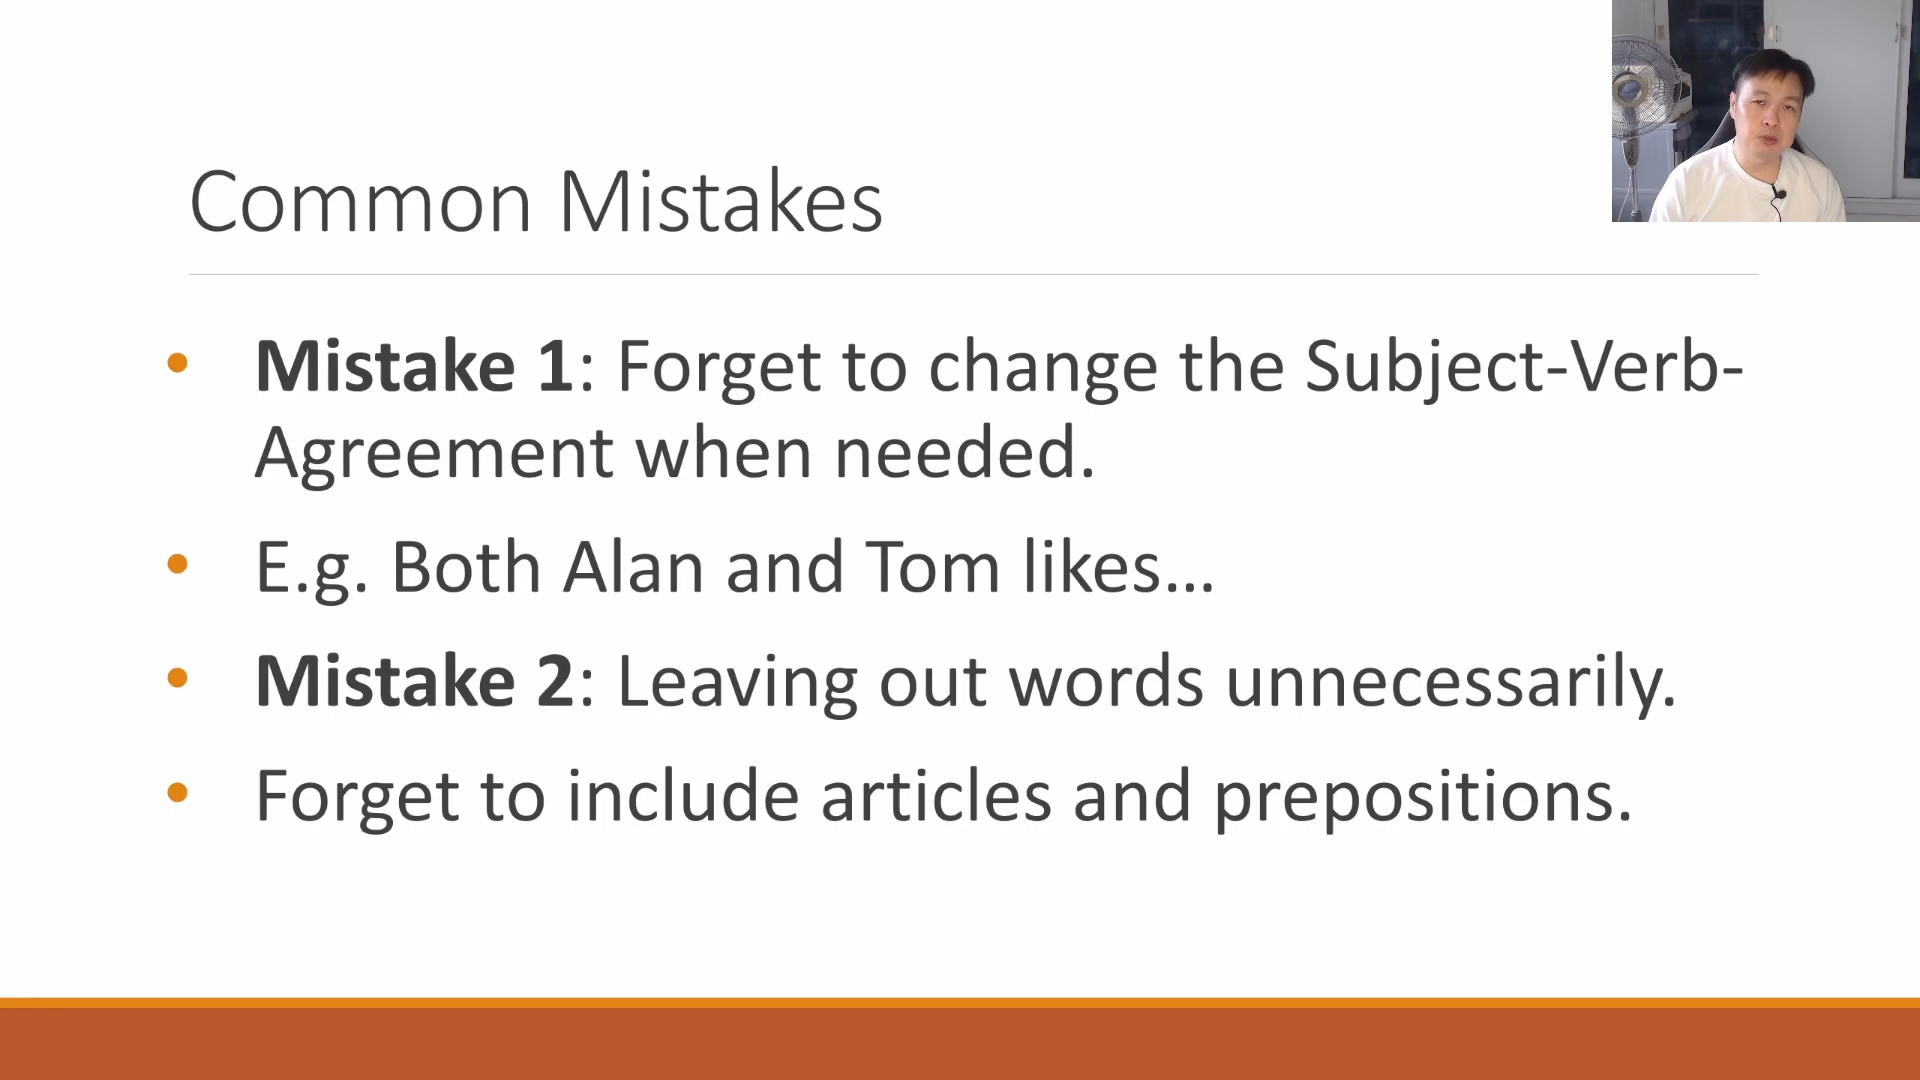 Common Mistakes
• Mistake 1: Forget to change the Subject-Verb-
Agreement when needed.
• E.g. Both Alan and Tom likes...
• Mistake 2: Leaving out words unnecessarily.
• Forget to include articles and prepositions.